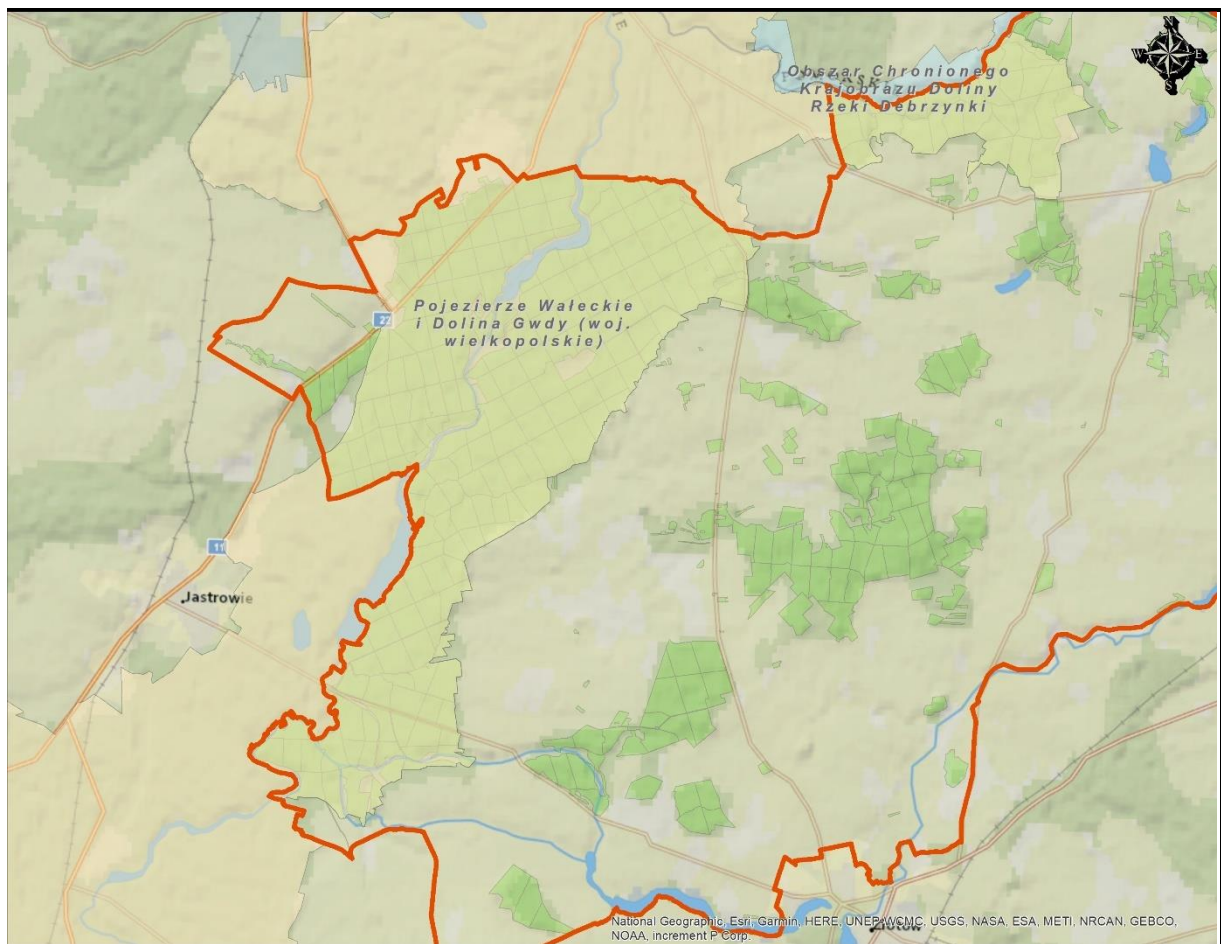 N
W E
S
Obszar Chronionego
Krajobrazu Doliny
Rzeki Debrzynki
Pojezierze Wałeckie
i Dolina Gwdy (woj.
wielkopolskie)
22
11
Jastrowie
Złotów
National Geographic, Esri, Garmin, HERE, UNEP-WCMC, USGS, NASA, ESA, METI, NRCAN, GEBCO,
NOAA, increment P Corp.